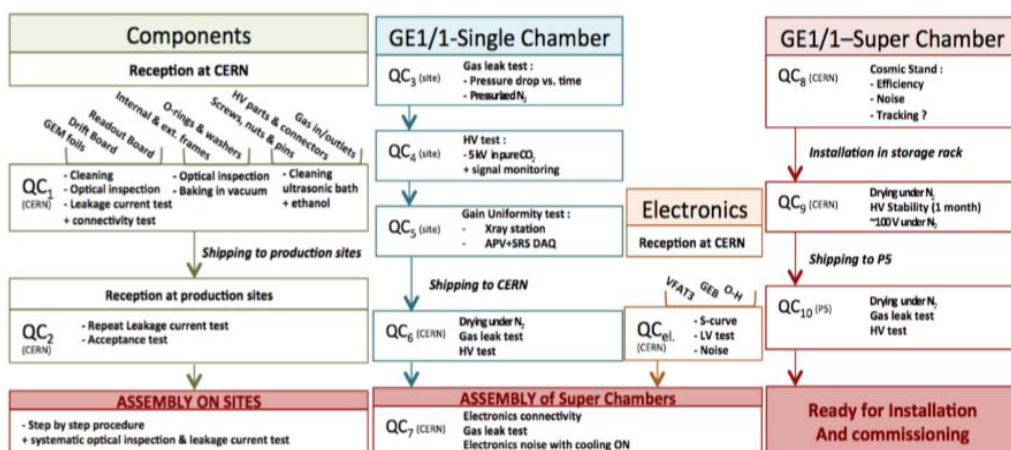 Components
Reception at CERN
GEM foils
Drift Board
Readout Board
Internal & ext. frames
O-rings & washers
Screws, nuts & pins
HV parts & connectors
Gas in/outlets
QC1 (CERN)
- Cleaning
- Optical inspection
- Leakage current test
+ connectivity test
- Optical inspection
- Baking in vacuum
- Cleaning
ultrasonic bath
+ ethanol
Shipping to production sites
Reception at production sites
QC2 (CERN)
- Repeat Leakage current test
- Acceptance test
ASSEMBLY ON SITES
- Step by step procedure
+ systematic optical inspection & leakage current test
GE1/1-Single Chamber
QC3 (site)
Gas leak test :
- Pressure drop vs. time
- Pressurized N2
QC4 (site)
HV test :
- 5kV in pure CO2
+ signal monitoring
QC5 (site)
Gain Uniformity test :
- Xray station
- APV+SRS DAQ
Shipping to CERN
QC6 (CERN)
Drying under N2
Gas leak test
HV test
Electronics
Reception at CERN
VFAT3
GEB
O-H
QCel. (CERN)
- S-curve
- LV test
- Noise
ASSEMBLY of Super Chambers
QC7 (CERN)
Electronics connectivity
Gas leak test
Electronics noise with cooling ON
GE1/1–Super Chamber
QC8 (CERN)
Cosmic Stand :
- Efficiency
- Noise
- Tracking ?
Installation in storage rack
QC9 (CERN)
Drying under N2
HV Stability (1 month)
~100 V under N2
Shipping to P5
QC10 (P5)
Drying under N2
Gas leak test
HV test
Ready for Installation
And commissioning